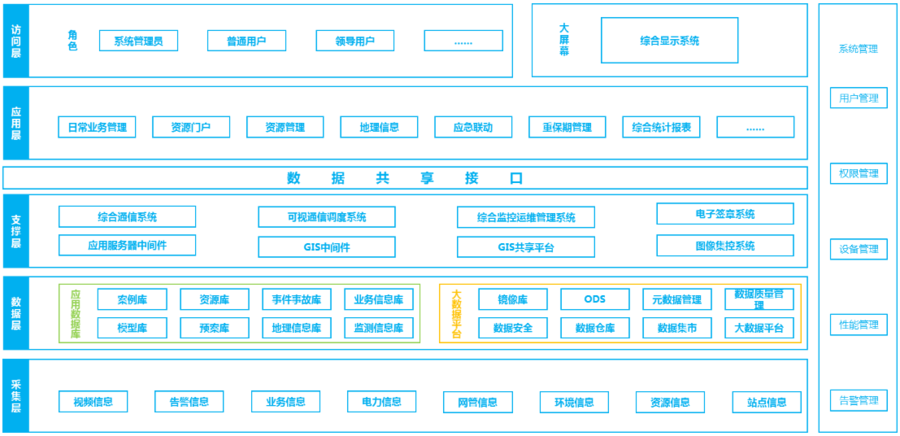 访问层
角色
系统管理员
普通用户
领导用户
......
大屏幕
综合显示系统
应用层
日常业务管理
资源门户
资源管理
地理信息
应急联动
重保期管理
综合统计报表
......
数据共享接口
支撑层
综合通信系统
可视通信调度系统
综合监控运维管理系统
电子签章系统
应用服务器中间件
GIS中间件
GIS共享平台
图像集控系统
数据层
应用数据库
案例库
资源库
事件事故库
业务信息库
模型库
预案库
地理信息库
监测信息库
大数据平台
镜像库
ODS
元数据管理
数据质量管
理
数据安全
数据仓库
数据集市
大数据平台
采集层
视频信息
告警信息
业务信息
电力信息
网管信息
环境信息
资源信息
站点信息
系统管理
用户管理
权限管理
设备管理
性能管理
告警管理